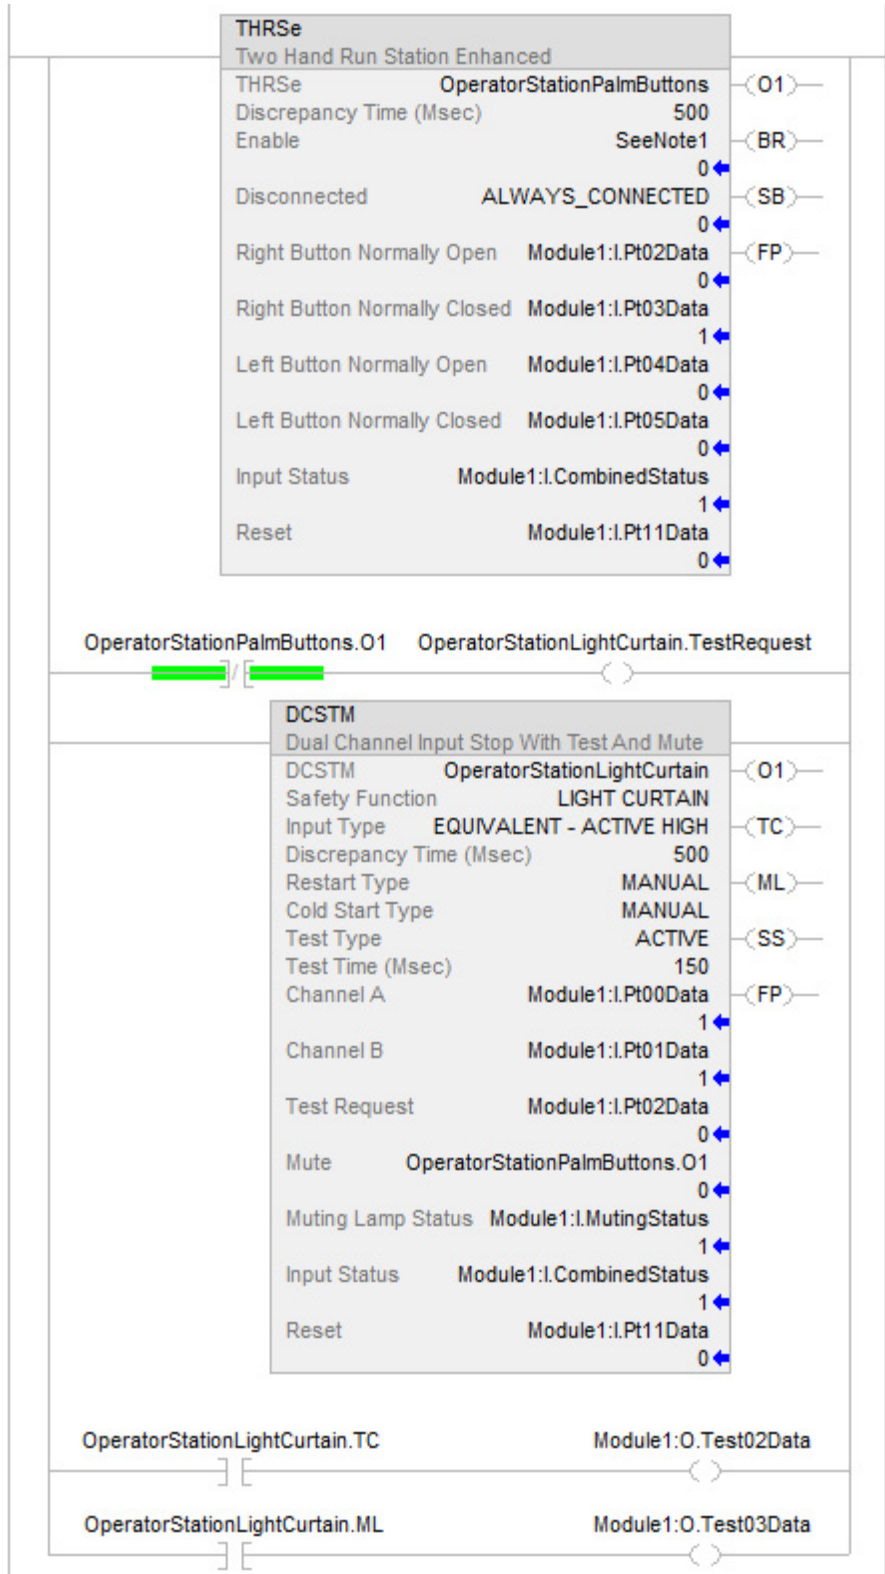 THRSe
Two Hand Run Station Enhanced
THRSe OperatorStationPalmButtons (O1)
Discrepancy Time (Msec) 500
Enable SeeNote1 (BR)
0
Disconnected ALWAYS_CONNECTED (SB)
0
Right Button Normally Open Module1:I.Pt02Data (FP)
0
Right Button Normally Closed Module1:I.Pt03Data
1
Left Button Normally Open Module1:I.Pt04Data
0
Left Button Normally Closed Module1:I.Pt05Data
0
Input Status Module1:I.CombinedStatus
1
Reset Module1:I.Pt11Data
0
OperatorStationPalmButtons.O1 OperatorStationLightCurtain.TestRequest
DCSTM
Dual Channel Input Stop With Test And Mute
DCSTM OperatorStationLightCurtain (O1)
Safety Function LIGHT CURTAIN
Input Type EQUIVALENT - ACTIVE HIGH (TC)
Discrepancy Time (Msec) 500
Restart Type MANUAL (ML)
Cold Start Type MANUAL
Test Type ACTIVE (SS)
Test Time (Msec) 150
Channel A Module1:I.Pt00Data (FP)
1
Channel B Module1:I.Pt01Data
1
Test Request Module1:I.Pt02Data
0
Mute OperatorStationPalmButtons.O1
0
Muting Lamp Status Module1:I.MutingStatus
1
Input Status Module1:I.CombinedStatus
1
Reset Module1:I.Pt11Data
0
OperatorStationLightCurtain.TC Module1:O.Test02Data
OperatorStationLightCurtain.ML Module1:O.Test03Data